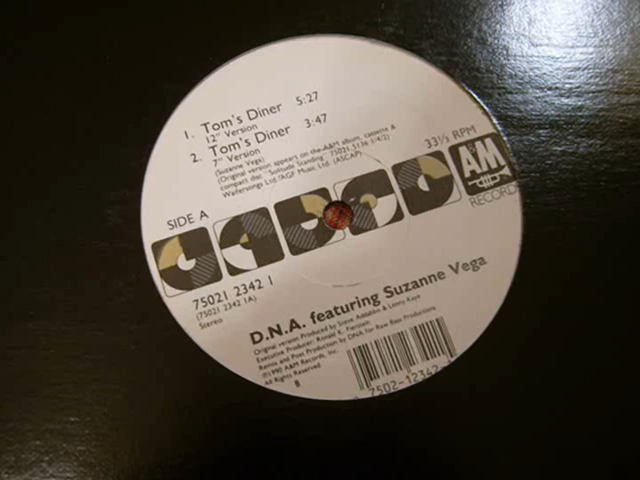 1. Tom's Diner 5:27
12" Version
2. Tom's Diner 3:47
7" Version
(Suzanne Vega)
(Original version appears on the A&M album, cassette &
compact disc "Solitude Standing" 75021 5136 1/4/2)
Waifersongs Ltd./AGF Music Ltd. (ASCAP)
33⅓ RPM
A&M
RECORDS
SIDE A
75021 2342 1
(75021 2342 1A)
Stereo
D.N.A. featuring Suzanne Vega
Original version Produced by Steve Addabbo & Lenny Kaye
Executive Producer: Ronald K. Fierstein
Remix and Post Production by DNA for Raw Bass Productions
℗1990 A&M Records, Inc.
All Rights Reserved
7502-12342-